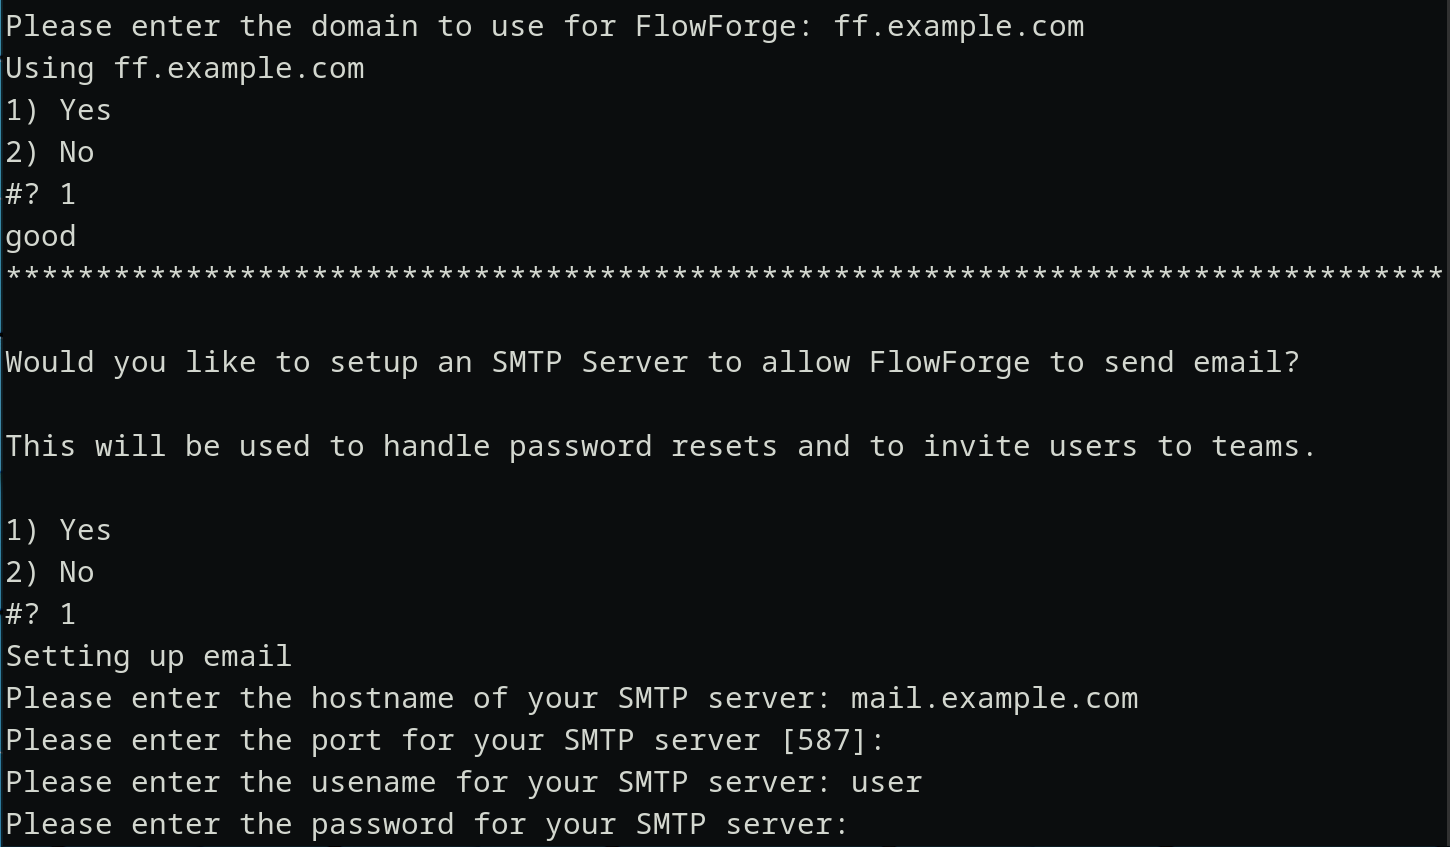 Please enter the domain to use for FlowForge: ff.example.com
Using ff.example.com
1) Yes
2) No
#? 1
good
********************************************************************************
Would you like to setup an SMTP Server to allow FlowForge to send email?
This will be used to handle password resets and to invite users to teams.
1) Yes
2) No
#? 1
Setting up email
Please enter the hostname of your SMTP server: mail.example.com
Please enter the port for your SMTP server [587]:
Please enter the usename for your SMTP server: user
Please enter the password for your SMTP server: